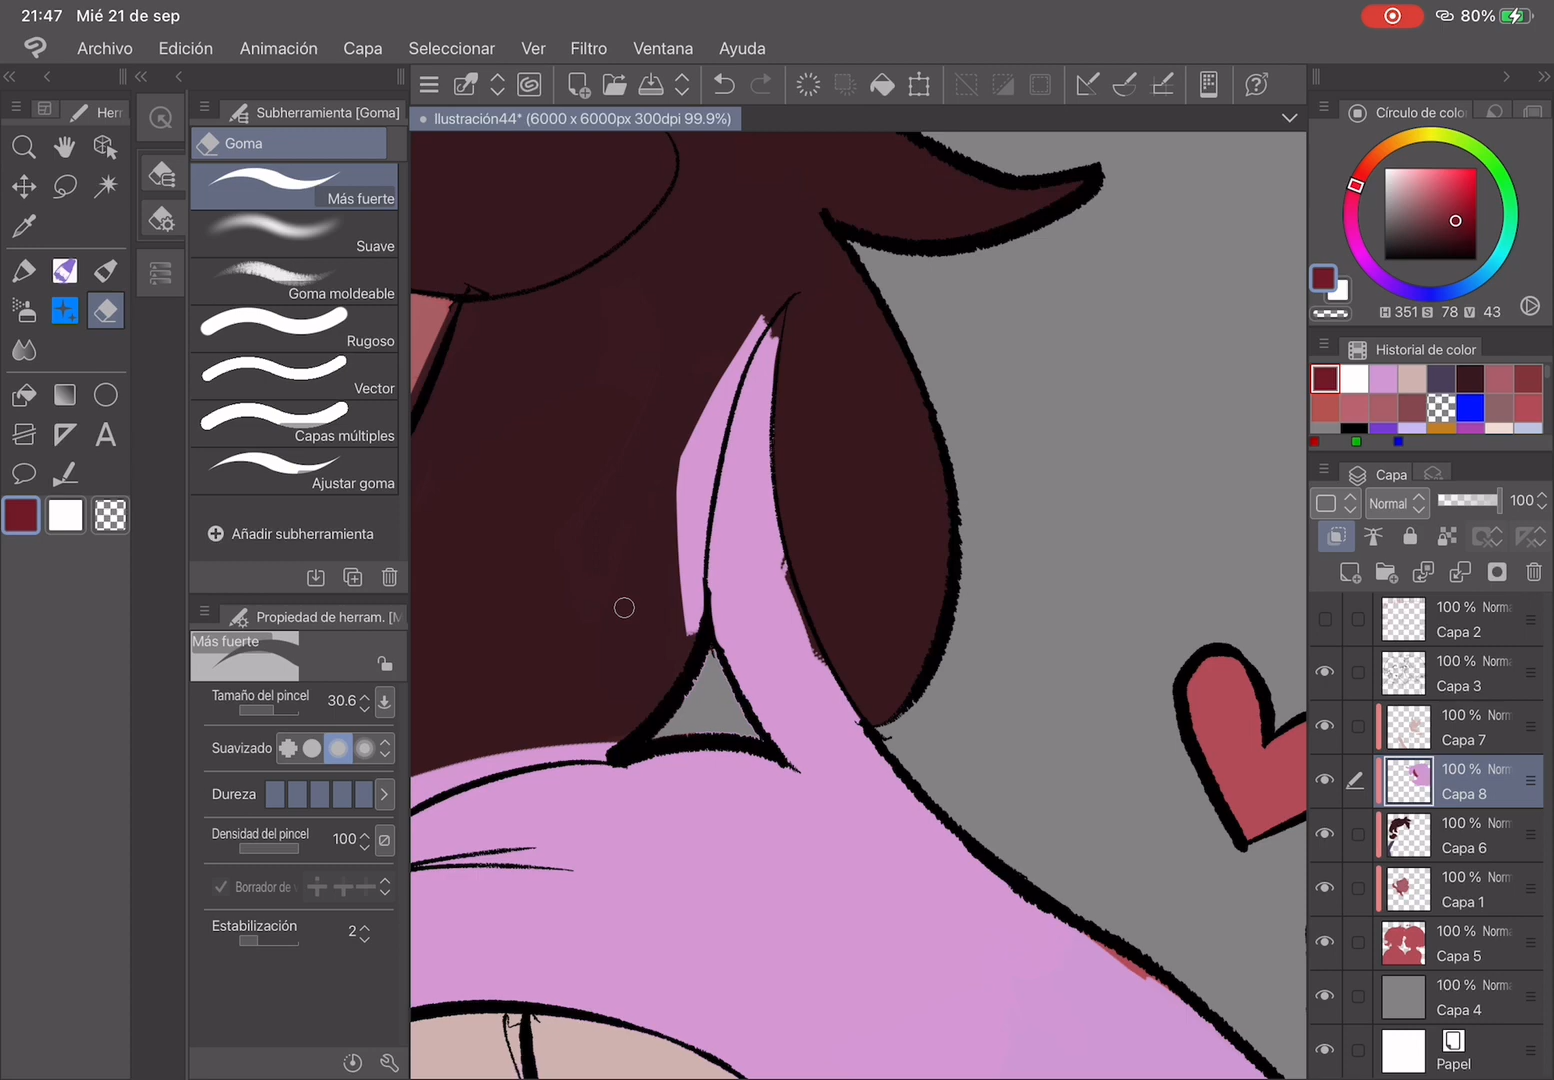 21:47 Mié 21 de sep
80%
Archivo Edición Animación Capa Seleccionar Ver Filtro Ventana Ayuda
Herr
Subherramienta [Goma]
Goma
Más fuerte
Suave
Goma moldeable
Rugoso
Vector
Capas múltiples
Ajustar goma
Añadir subherramienta
Propiedad de herram. [M
Más fuerte
Tamaño del pincel 30.6
Suavizado
Dureza
Densidad del pincel 100
Borrador de
Estabilización 2
Ilustración44* (6000 x 6000px 300dpi 99.9%)
Círculo de colo
H 351 S 78 V 43
Historial de color
Capa
Normal 100
100 % Norm
Capa 2
100 % Norm
Capa 3
100 % Norm
Capa 7
100 % Norm
Capa 8
100 % Norm
Capa 6
100 % Norm
Capa 1
100 % Norm
Capa 5
100 % Norm
Capa 4
Papel
A